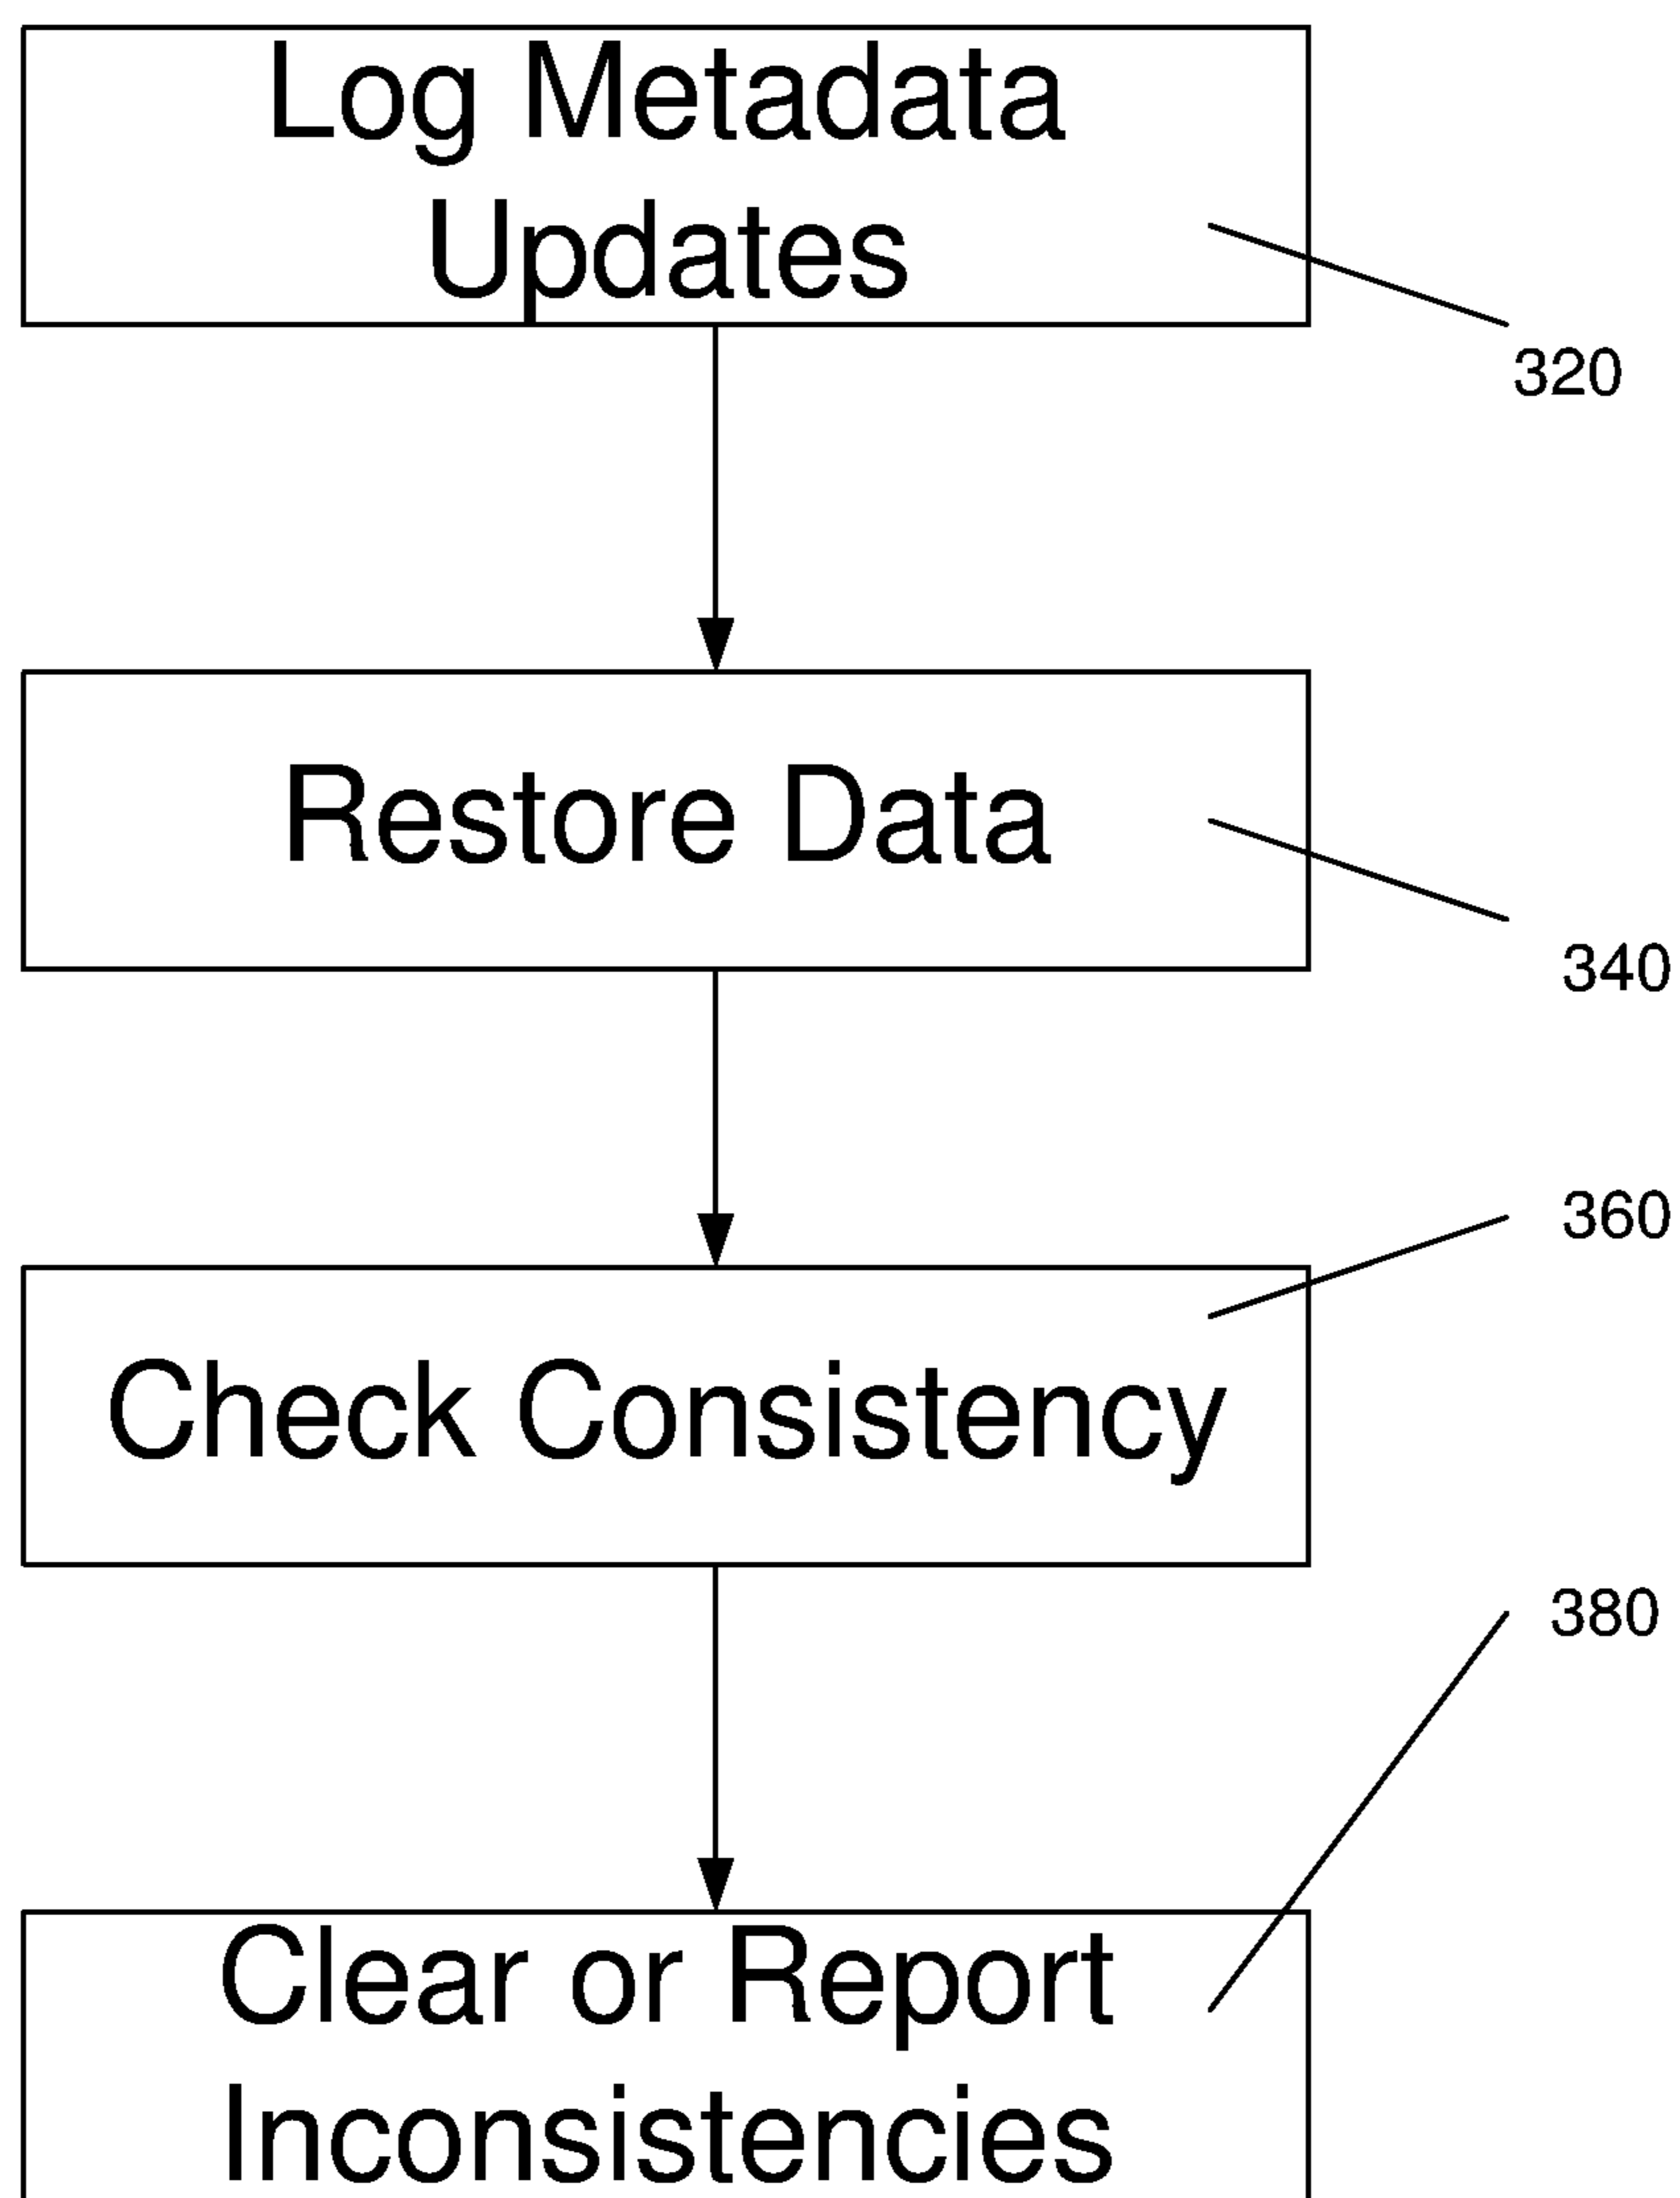 Log Metadata
Updates
320
Restore Data
340
360
Check Consistency
380
Clear or Report
Inconsistencies